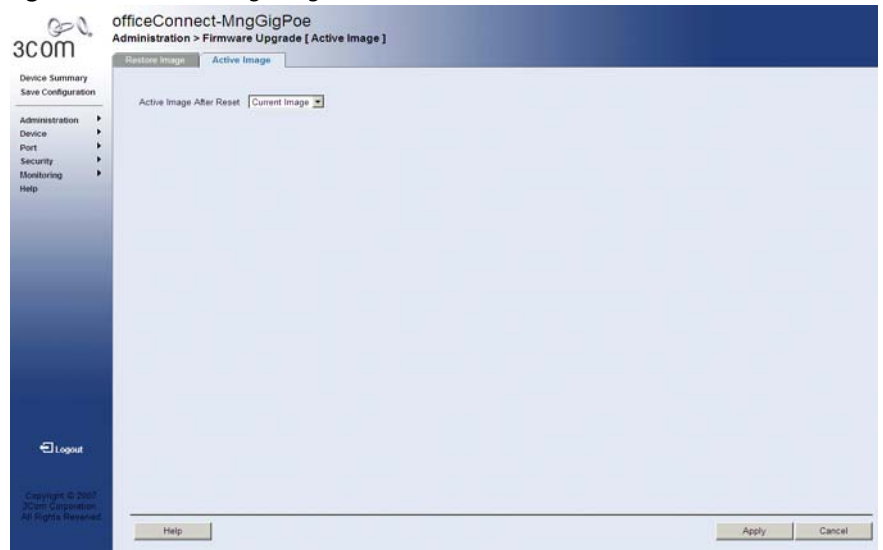 officeConnect-MngGigPoe
Administration > Firmware Upgrade [ Active Image ]
3COM
Restore Image
Active Image
Device Summary
Save Configuration
Active Image After Reset Current Image
Administration
Device
Port
Security
Monitoring
Help
Logout
Copyright © 2007
3Com Corporation.
All Rights Reserved.
Help
Apply
Cancel